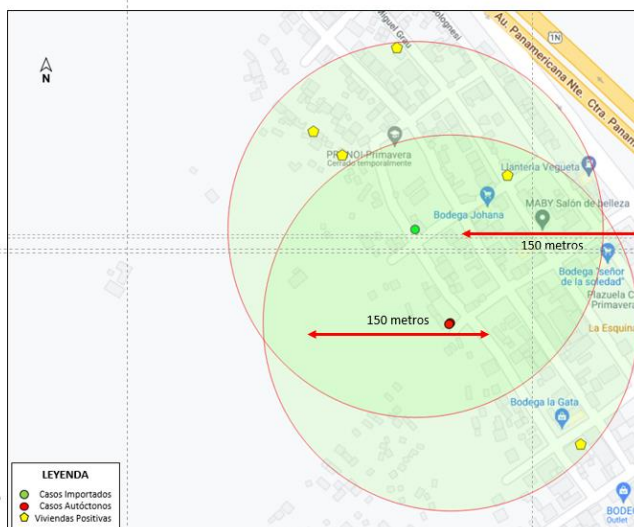 Miguel Grau
Bolognesi
Av. Panamericana Nte.
Ctra. Panam
1N
N
Primavera
Cerrado temporalmente
Llantería Vegueta
MABY Salón de belleza
Bodega Johana
150 metros
Bodega "señor
de la soledad"
Plazuela C
Primavera
La Esquina
150 metros
Bodega la Gata
BODE
Outlet
LEYENDA
Casos Importados
Casos Autóctonos
Viviendas Positivas